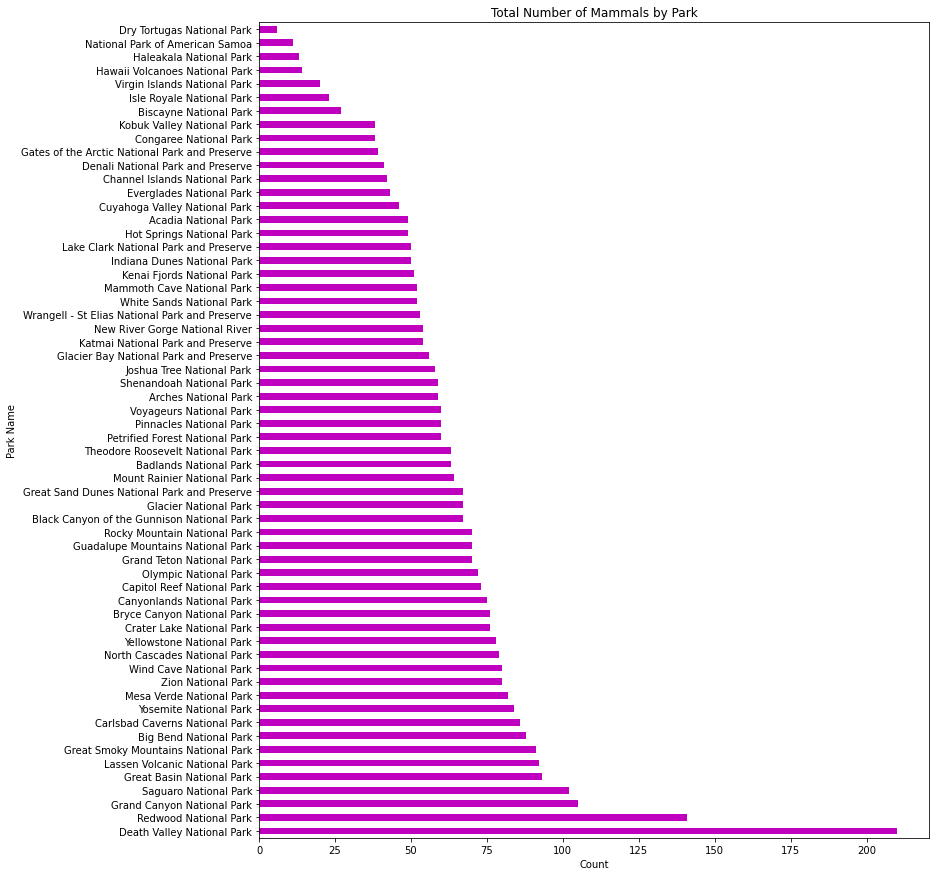 Total Number of Mammals by Park
Dry Tortugas National Park
National Park of American Samoa
Haleakala National Park
Hawaii Volcanoes National Park
Virgin Islands National Park
Isle Royale National Park
Biscayne National Park
Kobuk Valley National Park
Congaree National Park
Gates of the Arctic National Park and Preserve
Denali National Park and Preserve
Channel Islands National Park
Everglades National Park
Cuyahoga Valley National Park
Acadia National Park
Hot Springs National Park
Lake Clark National Park and Preserve
Indiana Dunes National Park
Kenai Fjords National Park
Mammoth Cave National Park
White Sands National Park
Wrangell - St Elias National Park and Preserve
New River Gorge National River
Katmai National Park and Preserve
Glacier Bay National Park and Preserve
Joshua Tree National Park
Shenandoah National Park
Arches National Park
Voyageurs National Park
Pinnacles National Park
Petrified Forest National Park
Theodore Roosevelt National Park
Badlands National Park
Mount Rainier National Park
Great Sand Dunes National Park and Preserve
Glacier National Park
Black Canyon of the Gunnison National Park
Rocky Mountain National Park
Guadalupe Mountains National Park
Grand Teton National Park
Olympic National Park
Capitol Reef National Park
Canyonlands National Park
Bryce Canyon National Park
Crater Lake National Park
Yellowstone National Park
North Cascades National Park
Wind Cave National Park
Zion National Park
Mesa Verde National Park
Yosemite National Park
Carlsbad Caverns National Park
Big Bend National Park
Great Smoky Mountains National Park
Lassen Volcanic National Park
Great Basin National Park
Saguaro National Park
Grand Canyon National Park
Redwood National Park
Death Valley National Park
Park Name
0 25 50 75 100 125 150 175 200
Count